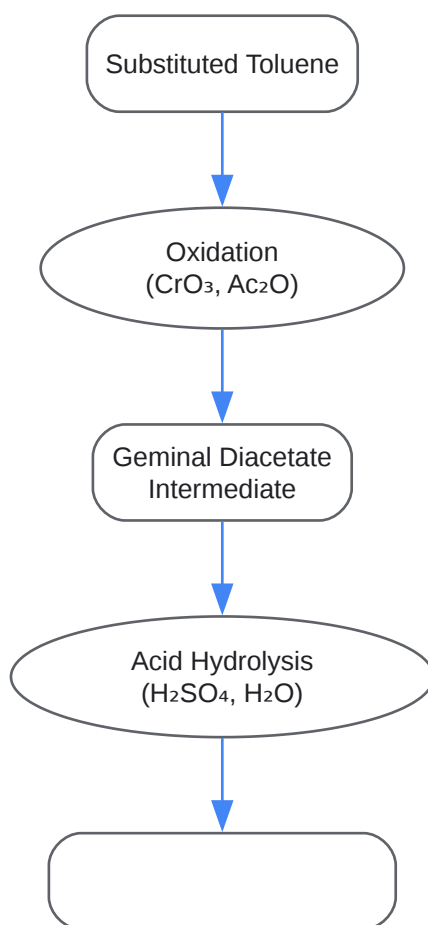 Substituted Toluene
Oxidation
(CrO₃, Ac₂O)
Geminal Diacetate
Intermediate
Acid Hydrolysis
(H₂SO₄, H₂O)